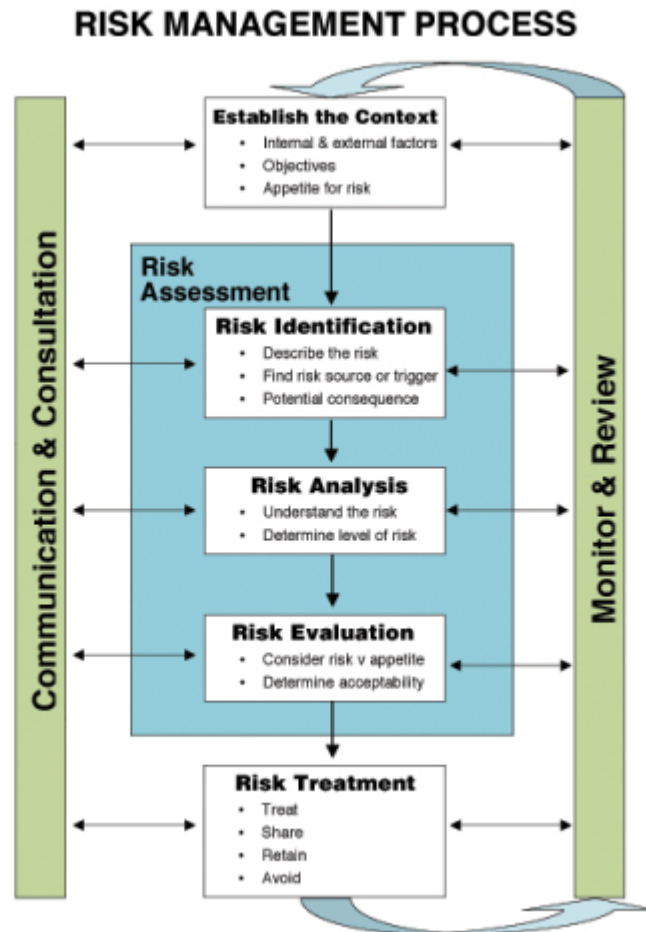 RISK MANAGEMENT PROCESS
Communication & Consultation
Establish the Context
• Internal & external factors
• Objectives
• Appetite for risk
Risk
Assessment
Risk Identification
• Describe the risk
• Find risk source or trigger
• Potential consequence
Risk Analysis
• Understand the risk
• Determine level of risk
Risk Evaluation
• Consider risk v appetite
• Determine acceptability
Risk Treatment
• Treat
• Share
• Retain
• Avoid
Monitor & Review